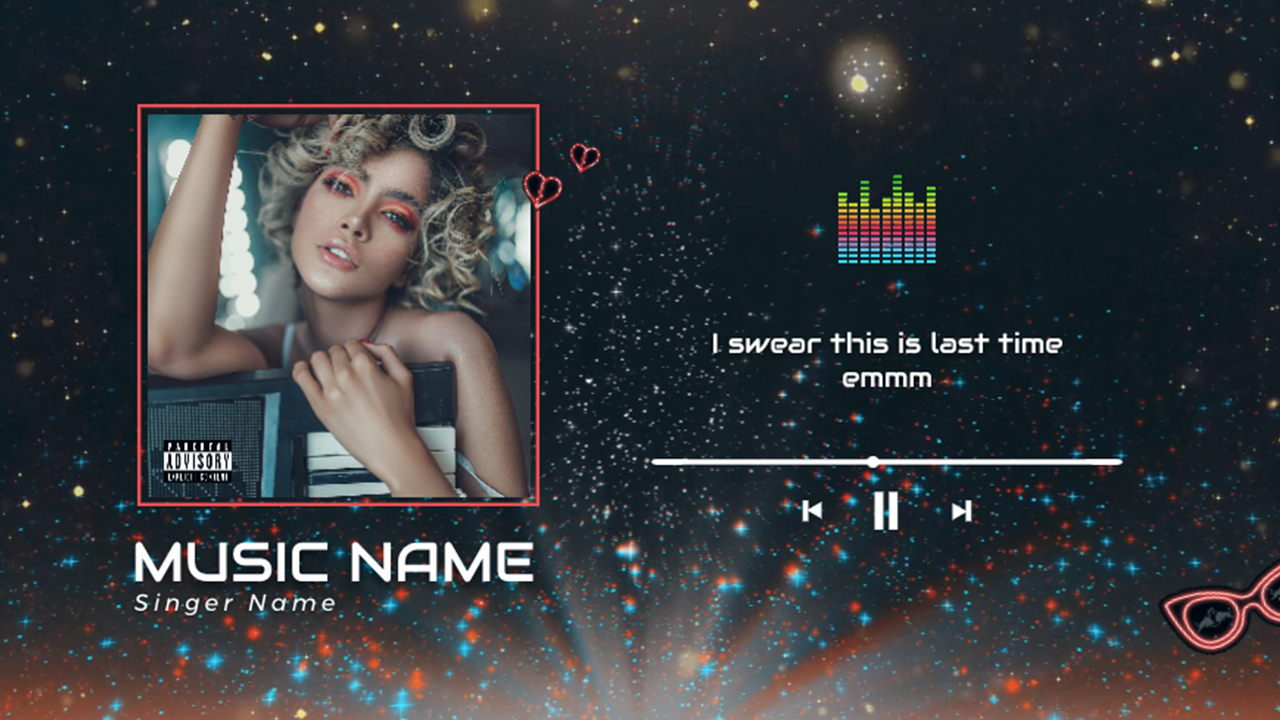 PARENTAL
ADVISORY
EXPLICIT CONTENT
MUSIC NAME
Singer Name
I swear this is last time
emmm